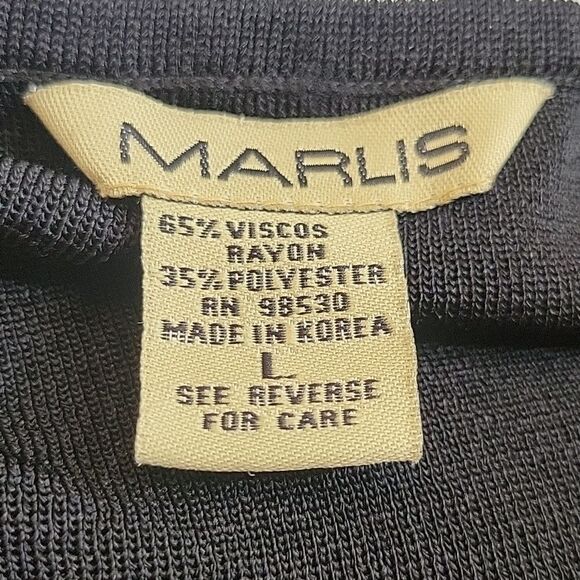 MARLIS
65% VISCOS
RAYON
35% POLYESTER
RN 98530
MADE IN KOREA
L
SEE REVERSE
FOR CARE